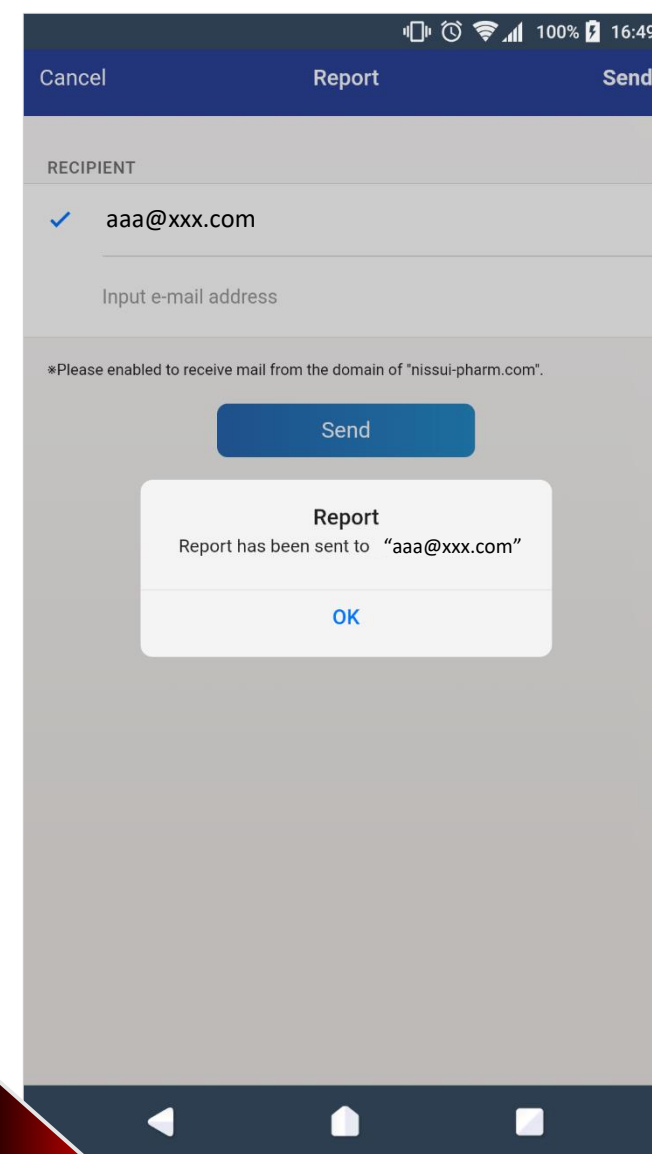 100% 16:49
Cancel Report Send
RECIPIENT
aaa@xxx.com
Input e-mail address
※Please enabled to receive mail from the domain of "nissui-pharm.com".
Send
Report
Report has been sent to “aaa@xxx.com”
OK